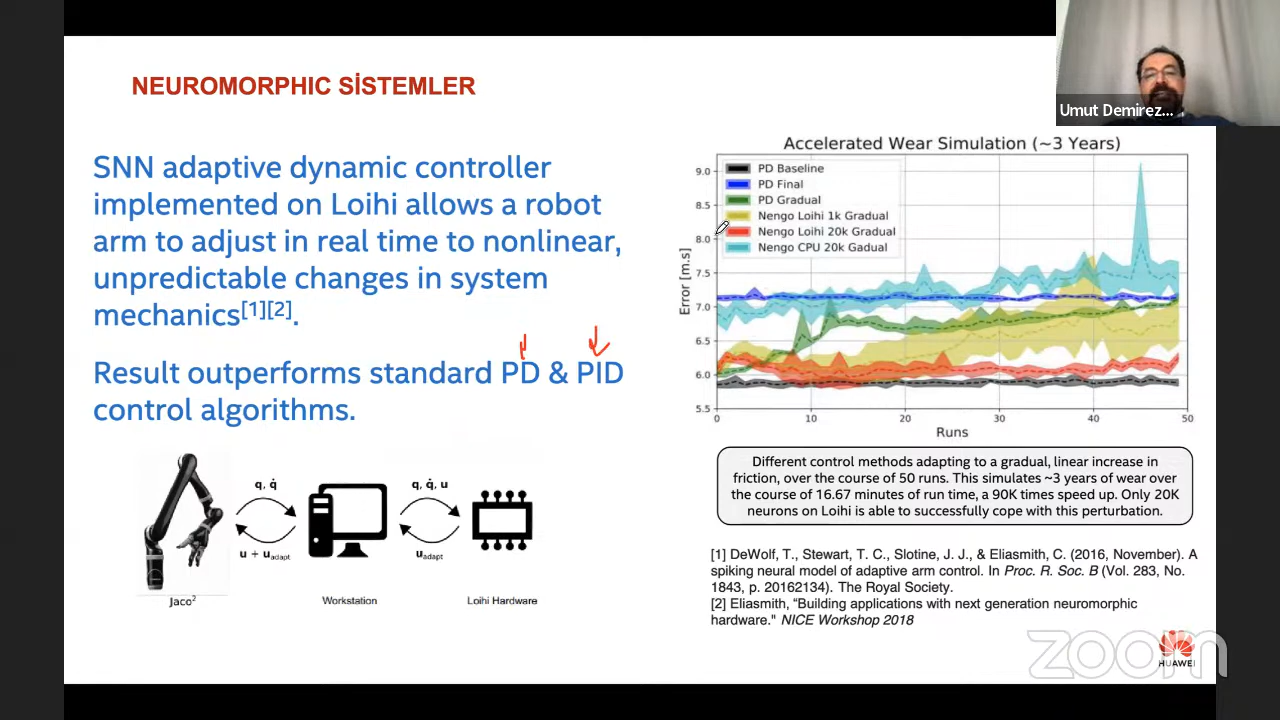 NEUROMORPHIC SİSTEMLER
Umut Demirez...
SNN adaptive dynamic controller
implemented on Loihi allows a robot
arm to adjust in real time to nonlinear,
unpredictable changes in system
mechanics[1][2].
Result outperforms standard PD & PID
control algorithms.
q, q̇
u + uadapt
q, q̇, u
uadapt
Jaco²
Workstation
Loihi Hardware
Accelerated Wear Simulation (~3 Years)
PD Baseline
PD Final
PD Gradual
Nengo Loihi 1k Gradual
Nengo Loihi 20k Gradual
Nengo CPU 20k Gadual
Error [m.s]
9.0
8.5
8.0
7.5
7.0
6.5
6.0
5.5
0 10 20 30 40 50
Runs
Different control methods adapting to a gradual, linear increase in
friction, over the course of 50 runs. This simulates ~3 years of wear over
the course of 16.67 minutes of run time, a 90K times speed up. Only 20K
neurons on Loihi is able to successfully cope with this perturbation.
[1] DeWolf, T., Stewart, T. C., Slotine, J. J., & Eliasmith, C. (2016, November). A
spiking neural model of adaptive arm control. In Proc. R. Soc. B (Vol. 283, No.
1843, p. 20162134). The Royal Society.
[2] Eliasmith, “Building applications with next generation neuromorphic
hardware." NICE Workshop 2018
zoom
HUAWEI